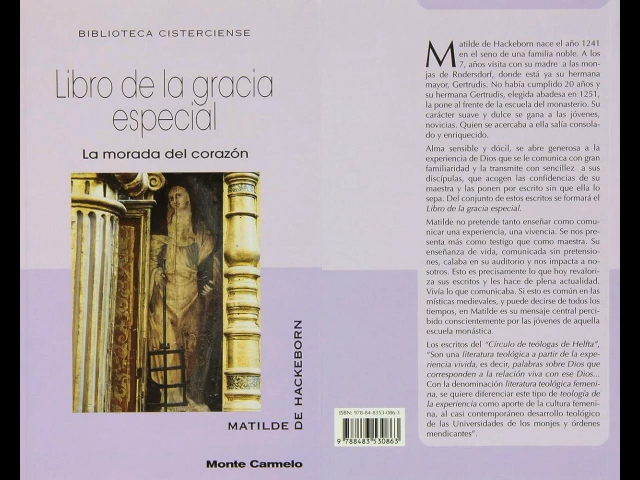 BIBLIOTECA CISTERCIENSE
Libro de la gracia
especial
La morada del corazón
MATILDE
DE HACKEBORN
Monte Carmelo
Matilde de Hackeborn nace el año 1241
en el seno de una familia noble. A los
7, años visita con su madre a las mon-
jas de Rodersdorf, donde está ya su hermana
mayor, Gertrudis. No había cumplido 20 años y
su hermana Gertrudis, elegida abadesa en 1251,
la pone al frente de la escuela del monasterio. Su
carácter suave y dulce se gana a las jóvenes,
novicias. Quien se acercaba a ella salía consola-
do y enriquecido.
Alma sensible y dócil, se abre generosa a la
experiencia de Dios que se le comunica con gran
familiaridad y la transmite con sencillez a sus
discípulas, que acogen las confidencias de su
maestra y las ponen por escrito sin que ella lo
sepa. Del conjunto de estos escritos se formará el
Libro de la gracia especial.
Matilde no pretende tanto enseñar como comu-
nicar una experiencia, una vivencia. Se nos pre-
senta más como testigo que como maestra. Su
enseñanza de vida, comunicada sin pretensio-
nes, calaba en su auditorio y nos impacta a no-
sotros. Esto es precisamente lo que hoy revalori-
za sus escritos y les hace de plena actualidad.
Vivía lo que comunicaba. Si esto es común en las
místicas medievales, y puede decirse de todos los
tiempos, en Matilde es su mensaje central perci-
bido conscientemente por las jóvenes de aquella
escuela monástica.
Los escritos del "Círculo de teólogas de Helfta",
"Son una literatura teológica a partir de la expe-
riencia vivida, es decir, palabras sobre Dios que
corresponden a la relación viva con ese Dios...
Con la denominación literatura teológica femeni-
na, se quiere diferenciar este tipo de teología de
la experiencia como aporte de la cultura femeni-
na, al casi contemporáneo desarrollo teológico
de las Universidades de los monjes y órdenes
mendicantes".
ISBN: 978-84-8353-086-3
9 788483 530863